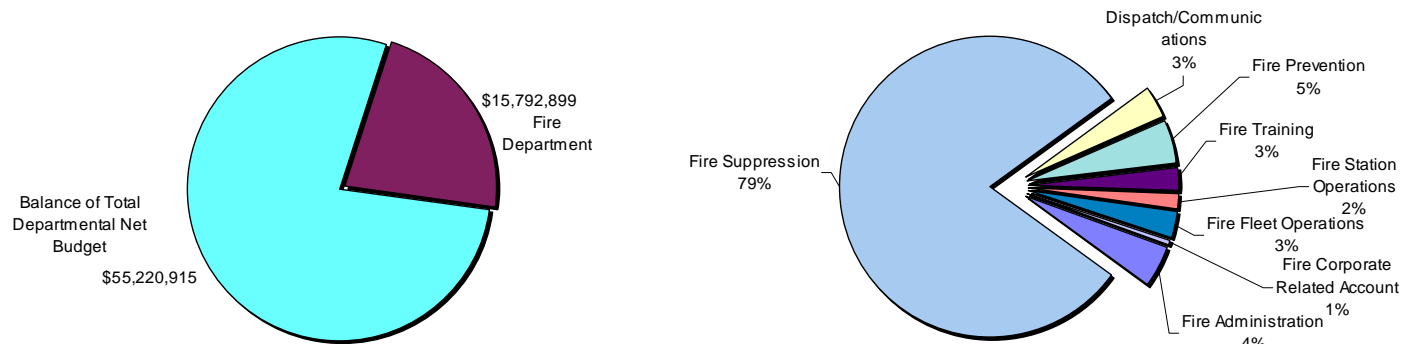 $15,792,899
Fire
Department
Balance of Total
Departmental Net
Budget
$55,220,915
Dispatch/Communic
ations
3%
Fire Prevention
5%
Fire Training
3%
Fire Station
Operations
2%
Fire Fleet Operations
3%
Fire Corporate
Related Account
1%
Fire Administration
4%
Fire Suppression
79%